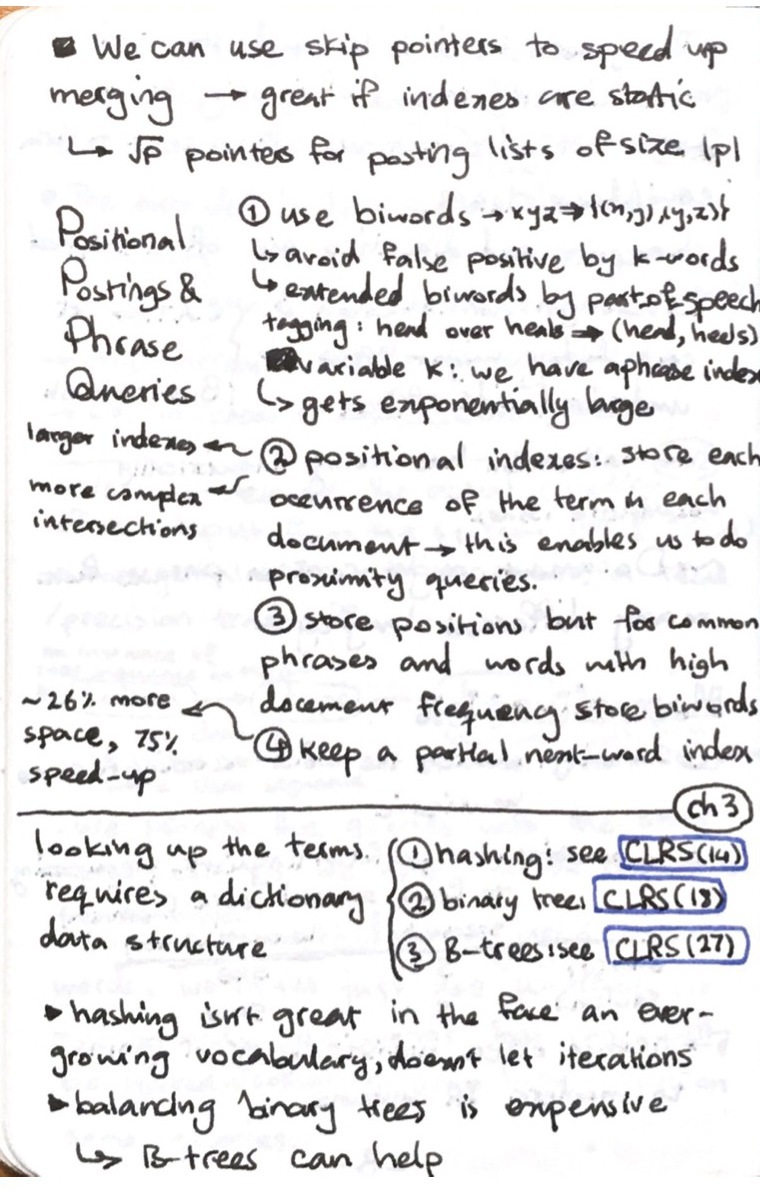 ▪ We can use skip pointers to speed up
merging → great if indexes are static
↳ √p pointers for posting lists of size |p|
Positional
Postings &
Phrase
Queries
① use biwords → xyz ⇒ {(x,y),(y,z)}
↳ avoid false positive by k-words
↳ extended biwords by part of speech
tagging: head over heals ⇒ (head, heels)
variable k: we have a phrase index
↳ gets exponentially large
② positional indexes: store each
occurrence of the term in each
document → this enables us to do
proximity queries.
larger indexes ←
more complex ←
intersections
③ store positions but for common
phrases and words with high
document frequency store biwords
④ keep a partial next-word index
~26% more
space, 75%
speed-up
ch3
looking up the terms
requires a dictionary
data structure
① hashing: see CLRS(14)
② binary trees CLRS(18)
③ B-trees: see CLRS(27)
▸ hashing isn't great in the face an ever-
growing vocabulary, doesn't let iterations
▸ balancing binary trees is expensive
↳ B-trees can help